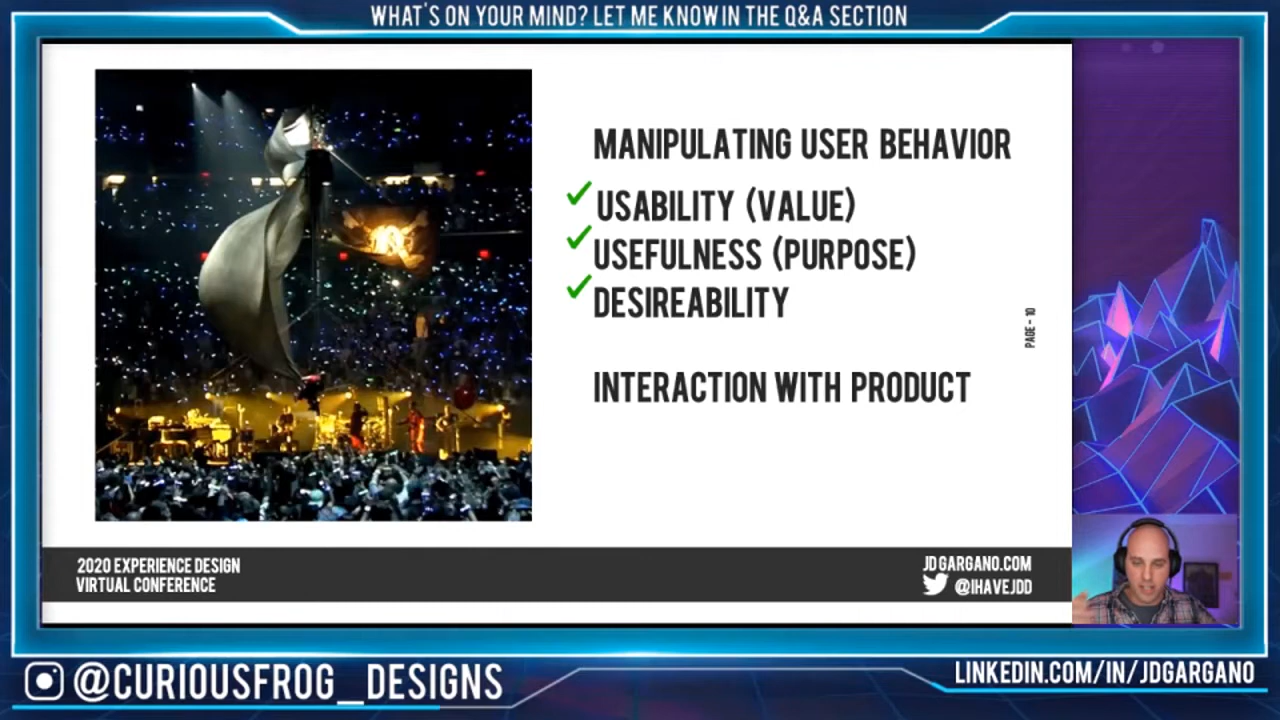 WHAT'S ON YOUR MIND? LET ME KNOW IN THE Q&A SECTION
MANIPULATING USER BEHAVIOR
USABILITY (VALUE)
USEFULNESS (PURPOSE)
DESIREABILITY
INTERACTION WITH PRODUCT
PAGE - 10
2020 EXPERIENCE DESIGN
VIRTUAL CONFERENCE
JDGARGANO.COM
@IHAVEJDD
@CURIOUSFROG_DESIGNS
LINKEDIN.COM/IN/JDGARGANO